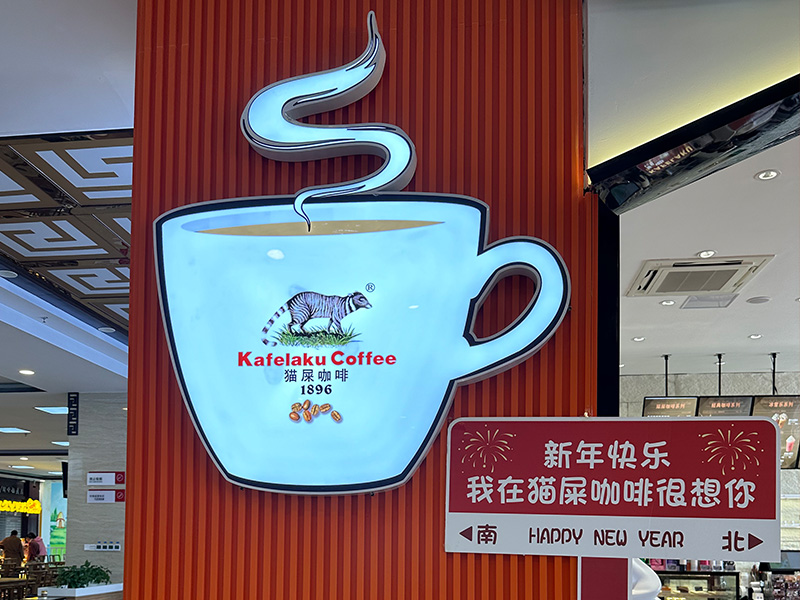 ®
Kafelaku Coffee
猫屎咖啡
1896
新年快乐
我在猫屎咖啡很想你
◀南 HAPPY NEW YEAR 北▶